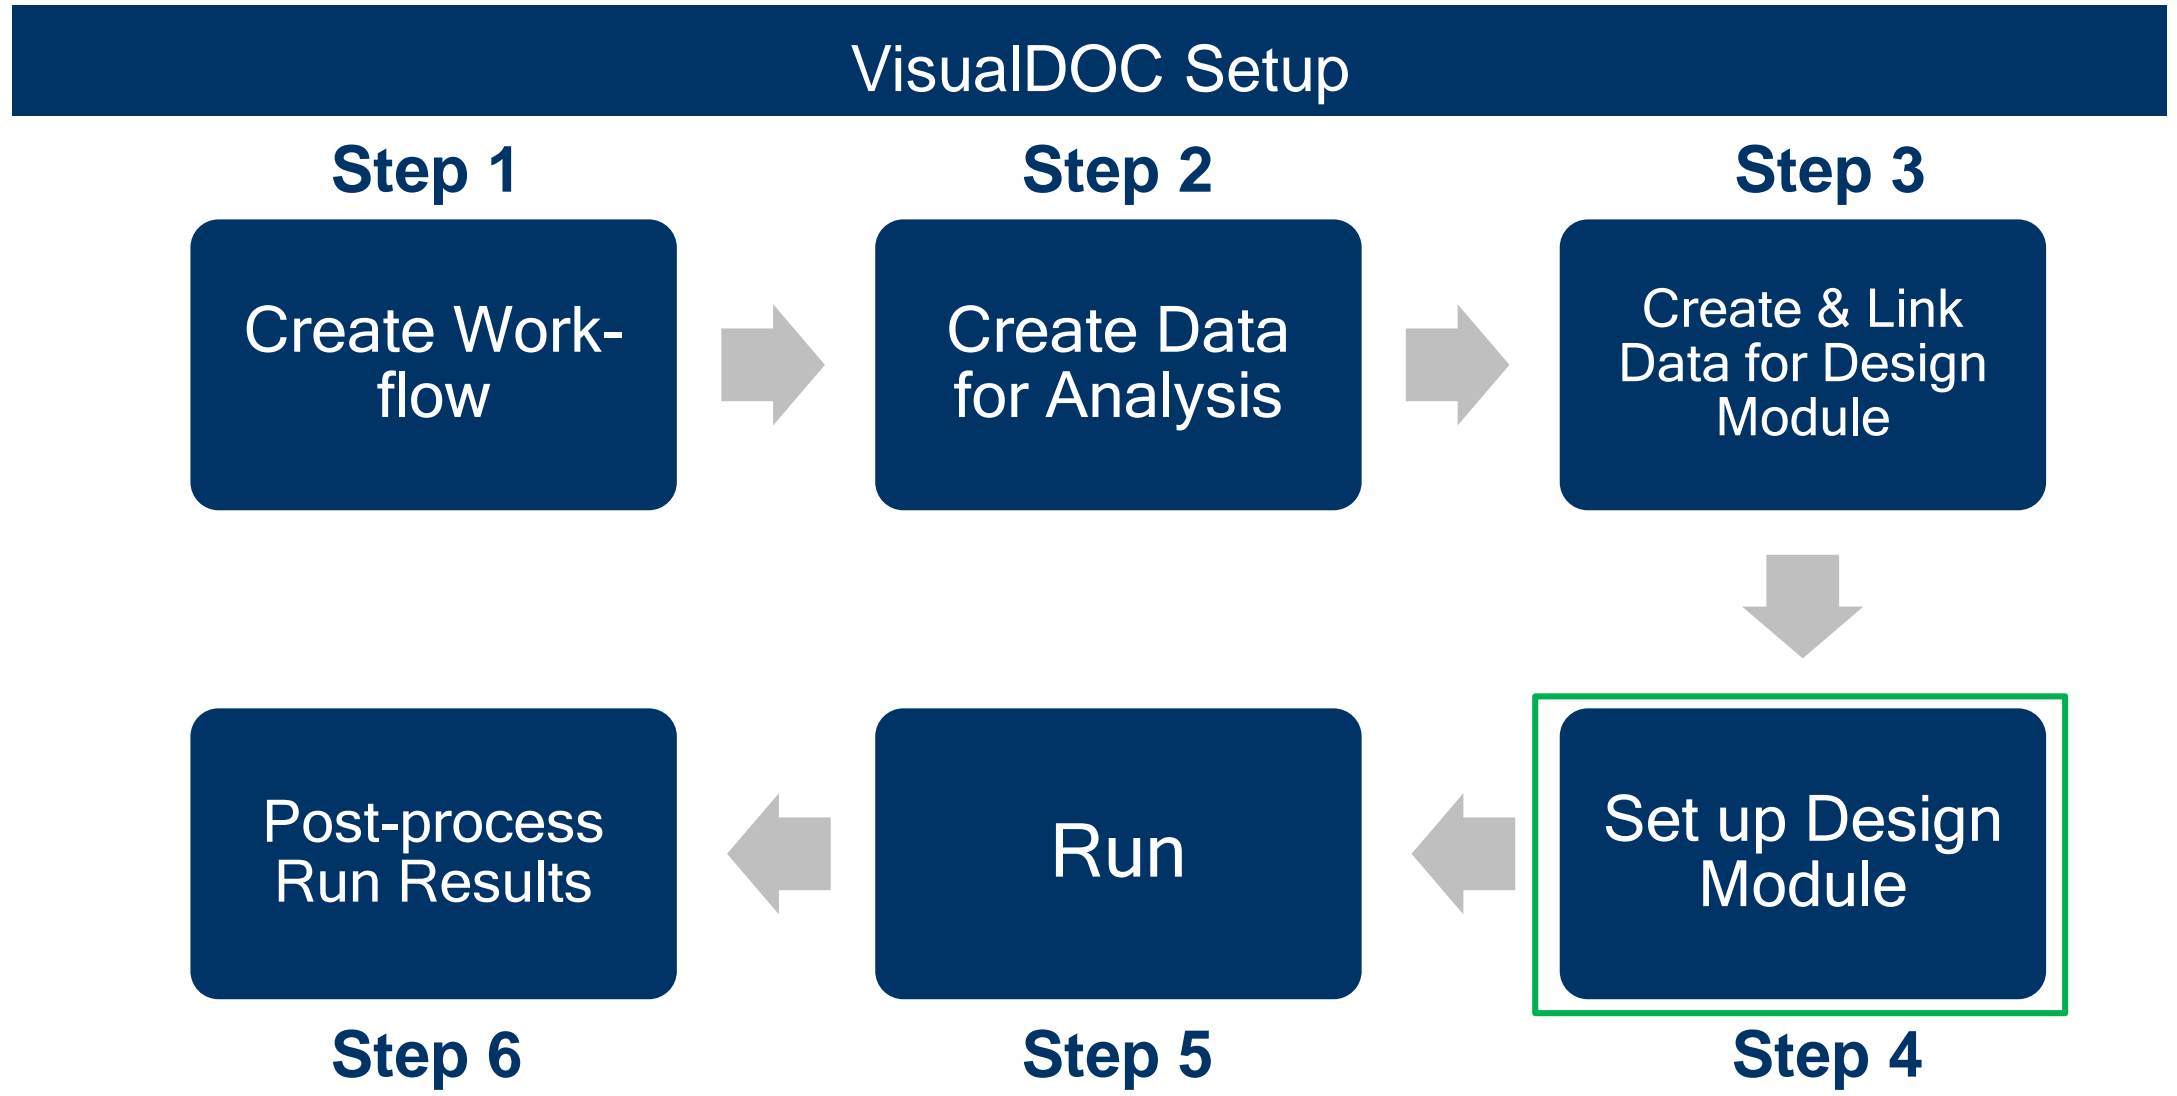 VisualDOC Setup
Step 1
Step 2
Step 3
Create Work-
flow
Create Data
for Analysis
Create & Link
Data for Design
Module
Set up Design
Module
Run
Post-process
Run Results
Step 6
Step 5
Step 4